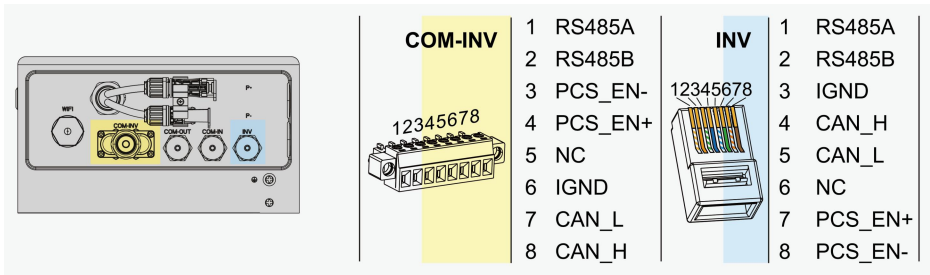 WIFI
COM-INV
COM-OUT
COM-IN
INV
P+
P-
COM-INV
12345678
1 RS485A
2 RS485B
3 PCS_EN-
4 PCS_EN+
5 NC
6 IGND
7 CAN_L
8 CAN_H
INV
12345678
1 RS485A
2 RS485B
3 IGND
4 CAN_H
5 CAN_L
6 NC
7 PCS_EN+
8 PCS_EN-